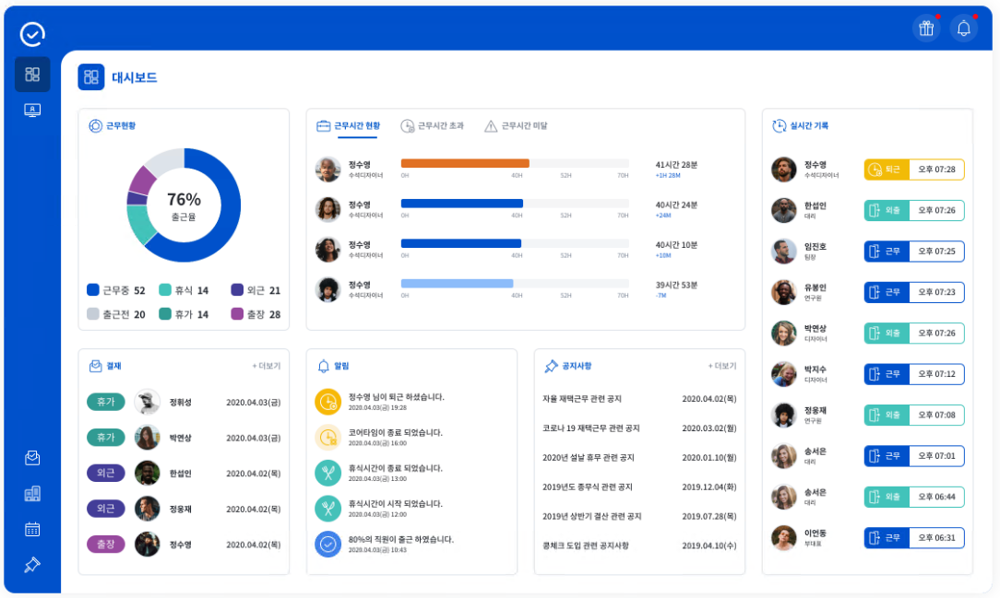 대시보드
근무현황
76%
출근율
근무중 52 휴식 14 외근 21
출근전 20 휴가 14 출장 28
근무시간 현황 근무시간 초과 근무시간 미달
정수영
수석디자이너
0H 40H 52H 70H
41시간 28분
+1H 28M
정수영
수석디자이너
0H 40H 52H 70H
40시간 24분
+24M
정수영
수석디자이너
0H 40H 52H 70H
40시간 10분
+10M
정수영
수석디자이너
0H 40H 52H 70H
39시간 53분
-7M
실시간 기록
정수영
수석디자이너
퇴근 오후 07:28
한섭인
대리
외출 오후 07:26
임진호
팀장
근무 오후 07:25
유봉인
연구원
근무 오후 07:23
박연상
디자이너
외출 오후 07:26
박지수
디자이너
근무 오후 07:12
정웅재
연구원
외출 오후 07:08
송서은
대리
근무 오후 07:01
송서은
대리
외출 오후 06:44
이언동
부대표
근무 오후 06:31
결재 + 더보기
휴가 정휘성 2020.04.03(금)
휴가 박연상 2020.04.03(금)
외근 한섭인 2020.04.02(목)
외근 정웅재 2020.04.02(목)
출장 정수영 2020.04.02(목)
알림
정수영 님이 퇴근 하셨습니다.
2020.04.03(금) 19:28
코어타임이 종료 되었습니다.
2020.04.03(금) 16:00
휴식시간이 종료 되었습니다.
2020.04.03(금) 13:00
휴식시간이 시작 되었습니다.
2020.04.03(금) 12:00
80%의 직원이 출근 하였습니다.
2020.04.03(금) 10:43
공지사항 + 더보기
자율 재택근무 관련 공지 2020.04.02(목)
코로나 19 재택근무 관련 공지 2020.03.02(월)
2020년 설날 휴무 관련 공지 2020.01.10(월)
2019년도 종무식 관련 공지 2019.12.04(화)
2019년 상반기 결산 관련 공지 2019.07.28(목)
콩체크 도입 관련 공지사항 2019.04.10(수)